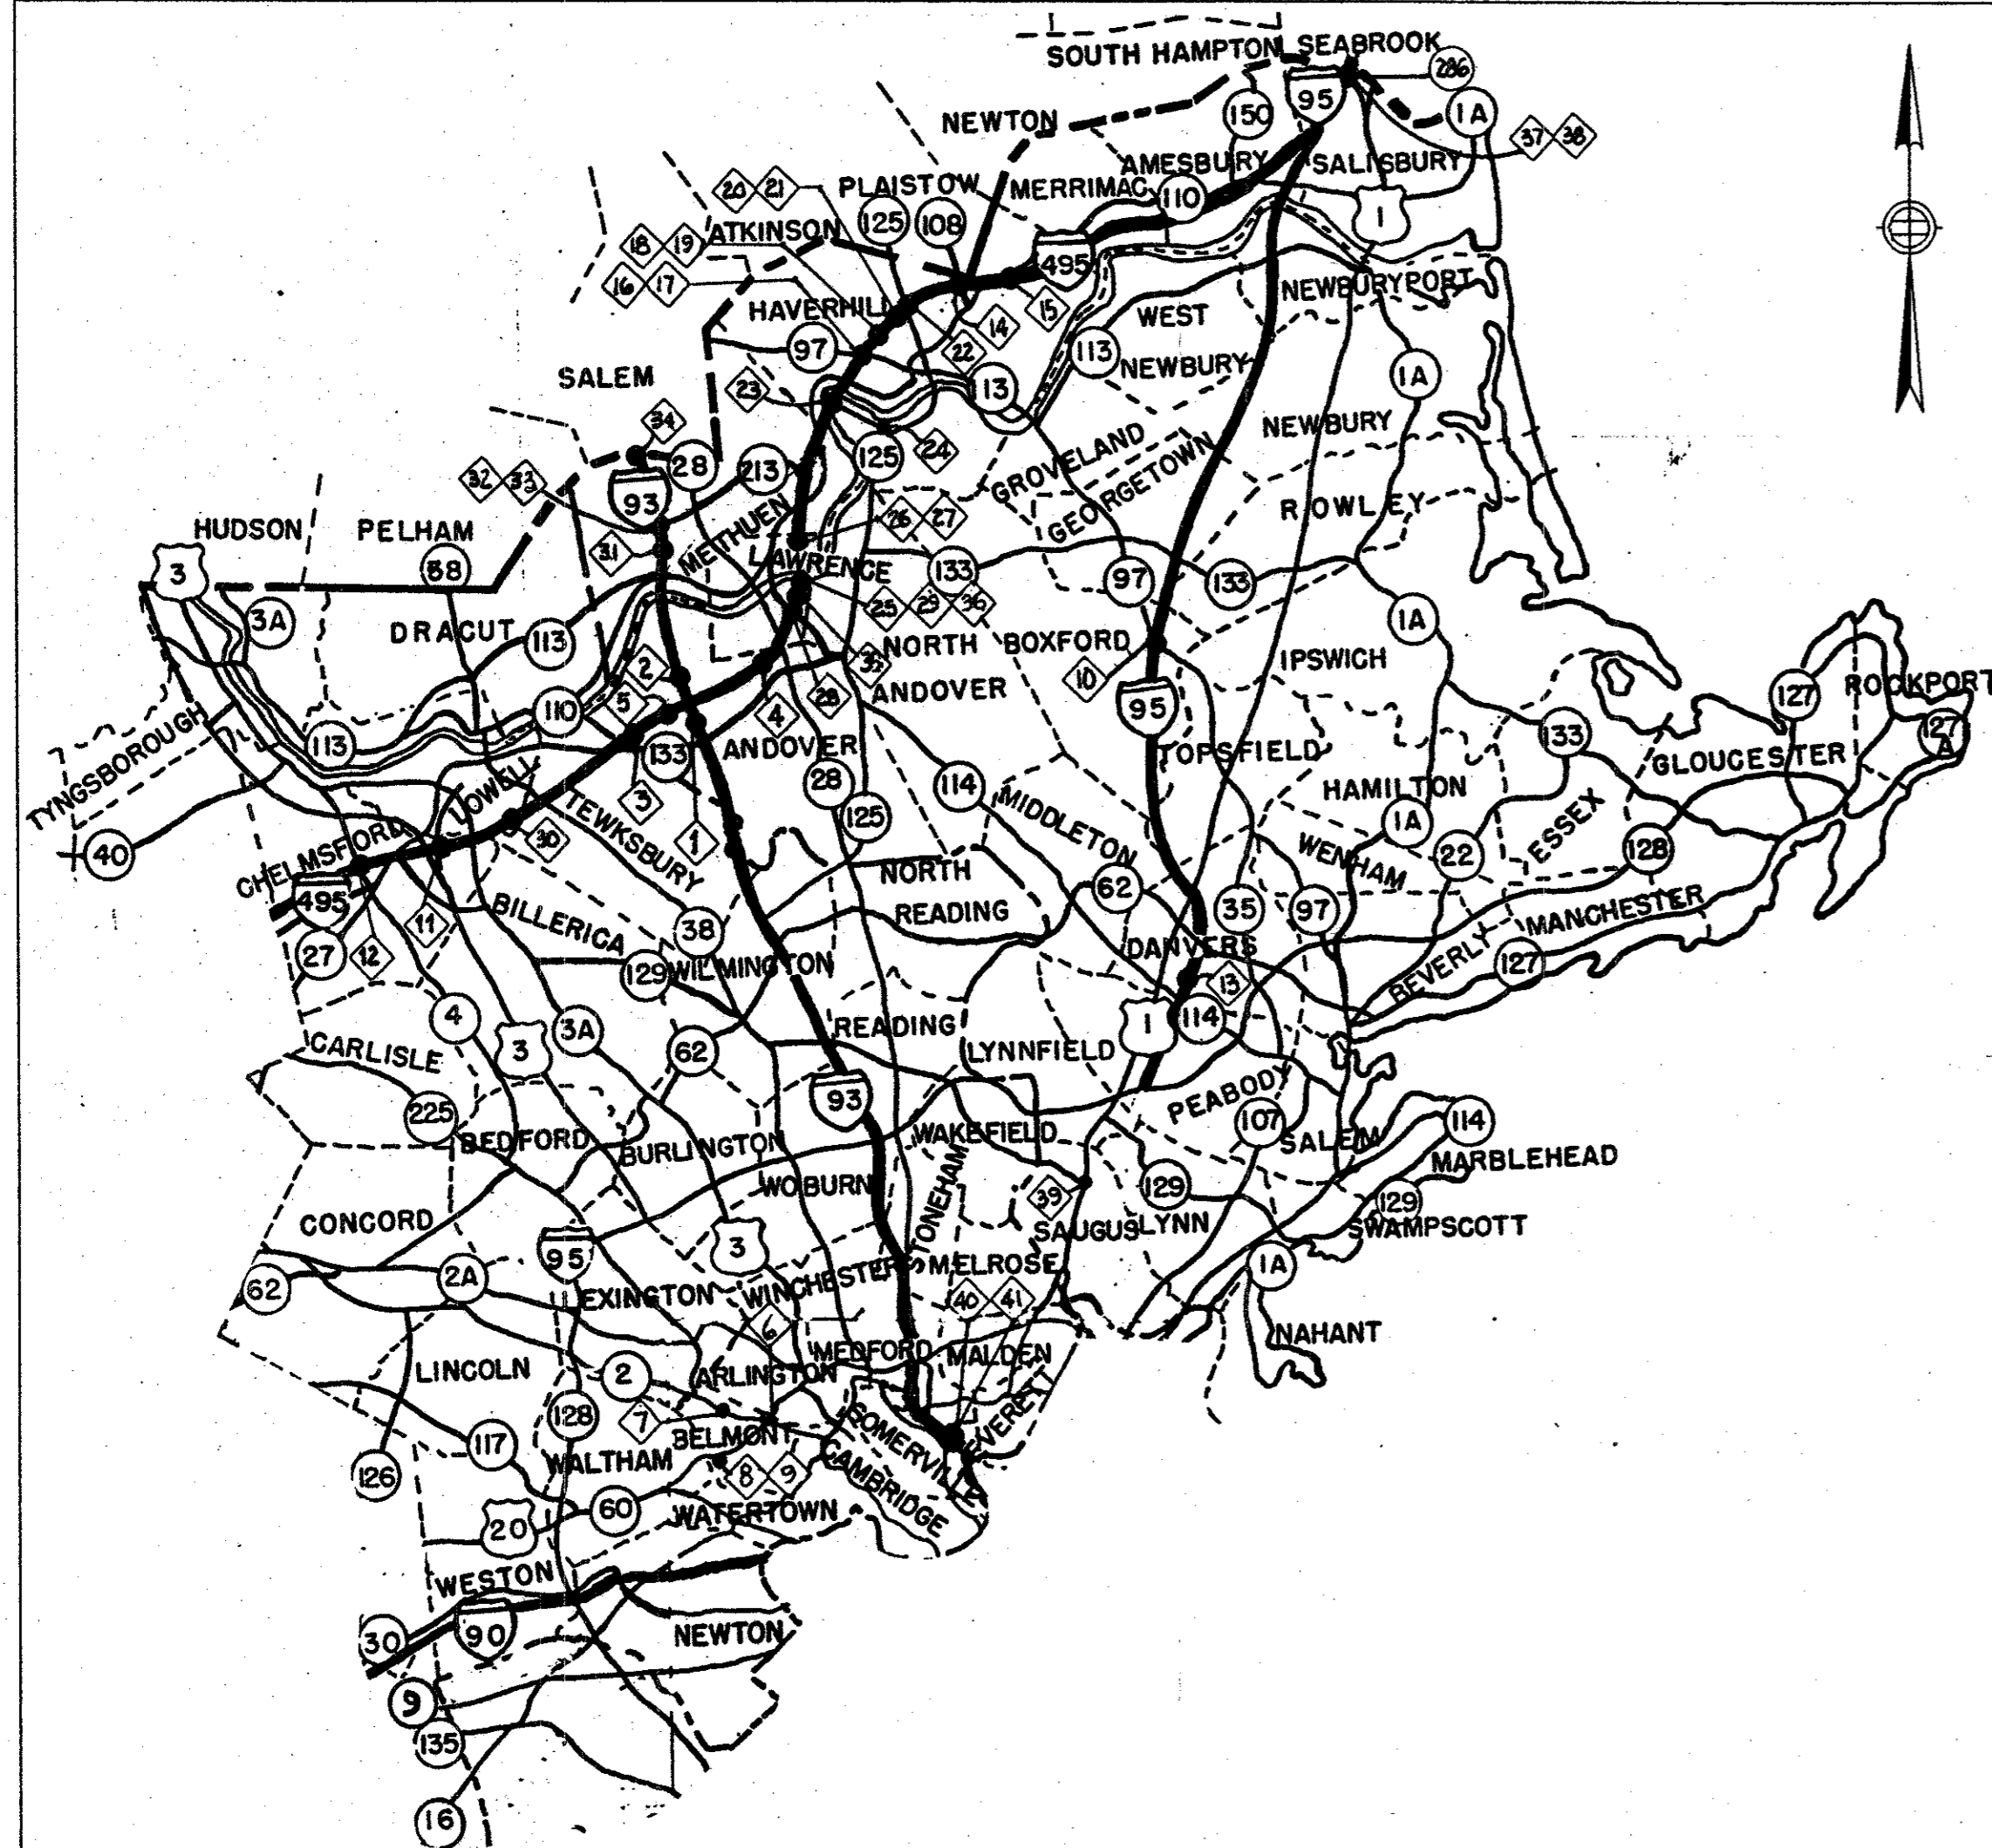 SOUTH HAMPTON
SEABROOK
286
95
150
1A
NEWTON
37 38
AMESBURY
SALISBURY
20 21
PLAISTOW
MERRIMAC
110
125
108
1
18 19
ATKINSON
495
16 17
NEWBURYPORT
HAVERHILL
15
WEST
14
97
22
113
NEWBURY
SALEM
1A
23
113
34
NEWBURY
GROVELAND
125
24
28
213
32 33
93
GEORGETOWN
ROWLEY
HUDSON
PELHAM
METHUEN
26 27
31
LAWRENCE
3
38
133
97
133
25 29 36
3A
1A
DRACUT
113
NORTH
BOXFORD
35
2
IPSWICH
10
ANDOVER
28
5
4
110
95
127
ROCKPORT
TYNGSBOROUGH
113
133
ANDOVER
TOPSFIELD
133
127
A
GLOUCESTER
28
114
HAMILTON
3
LOWELL
TEWKSBURY
125
MIDDLETON
1A
ESSEX
40
CHELMSFORD
30
1
WENHAM
22
128
NORTH
62
495
BILLERICA
READING
35
97
MANCHESTER
11
38
27
12
129
WILMINGTON
DANVERS
BEVERLY
127
13
4
3A
READING
1
114
CARLISLE
3
62
LYNNFIELD
93
PEABODY
225
107
114
BEDFORD
BURLINGTON
WAKEFIELD
SALEM
MARBLEHEAD
WOBURN
STONEHAM
39
129
129
CONCORD
SAUGUS
LYNN
SWAMPSCOTT
95
3
62
2A
WINCHESTER
MELROSE
1A
LEXINGTON
40 41
6
NAHANT
MEDFORD
MALDEN
LINCOLN
2
ARLINGTON
128
7
EVERETT
SOMERVILLE
117
BELMONT
WALTHAM
126
8 9
CAMBRIDGE
60
WATERTOWN
20
WESTON
30
90
NEWTON
9
135
16